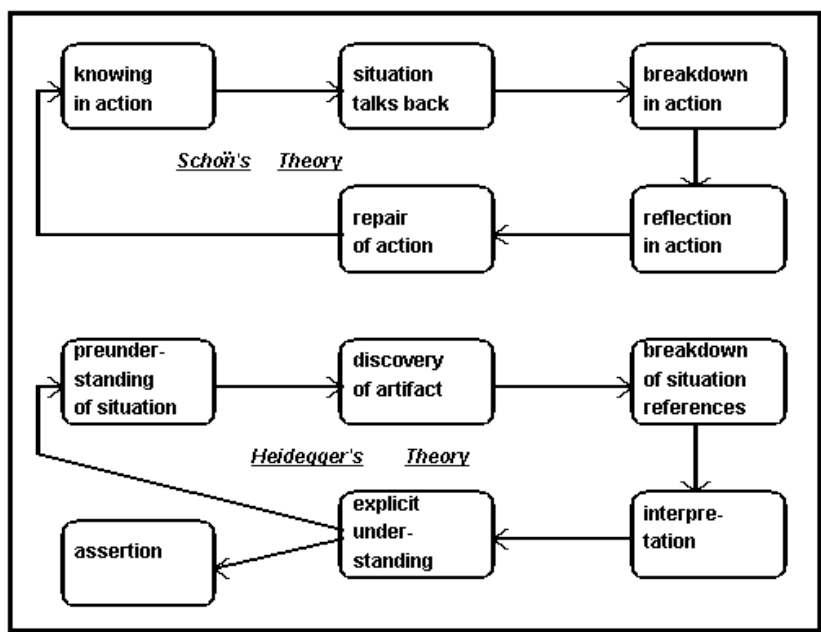 knowing
in action
situation
talks back
breakdown
in action
Schön's Theory
repair
of action
reflection
in action
preunder-
standing
of situation
discovery
of artifact
breakdown
of situation
references
Heidegger's Theory
assertion
explicit
under-
standing
interpre-
tation